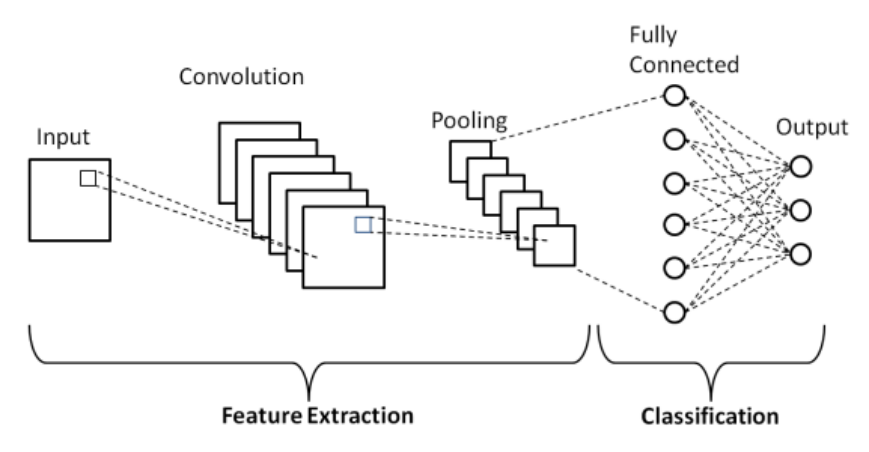 Input
Convolution
Pooling
Fully
Connected
Output
Feature Extraction
Classification